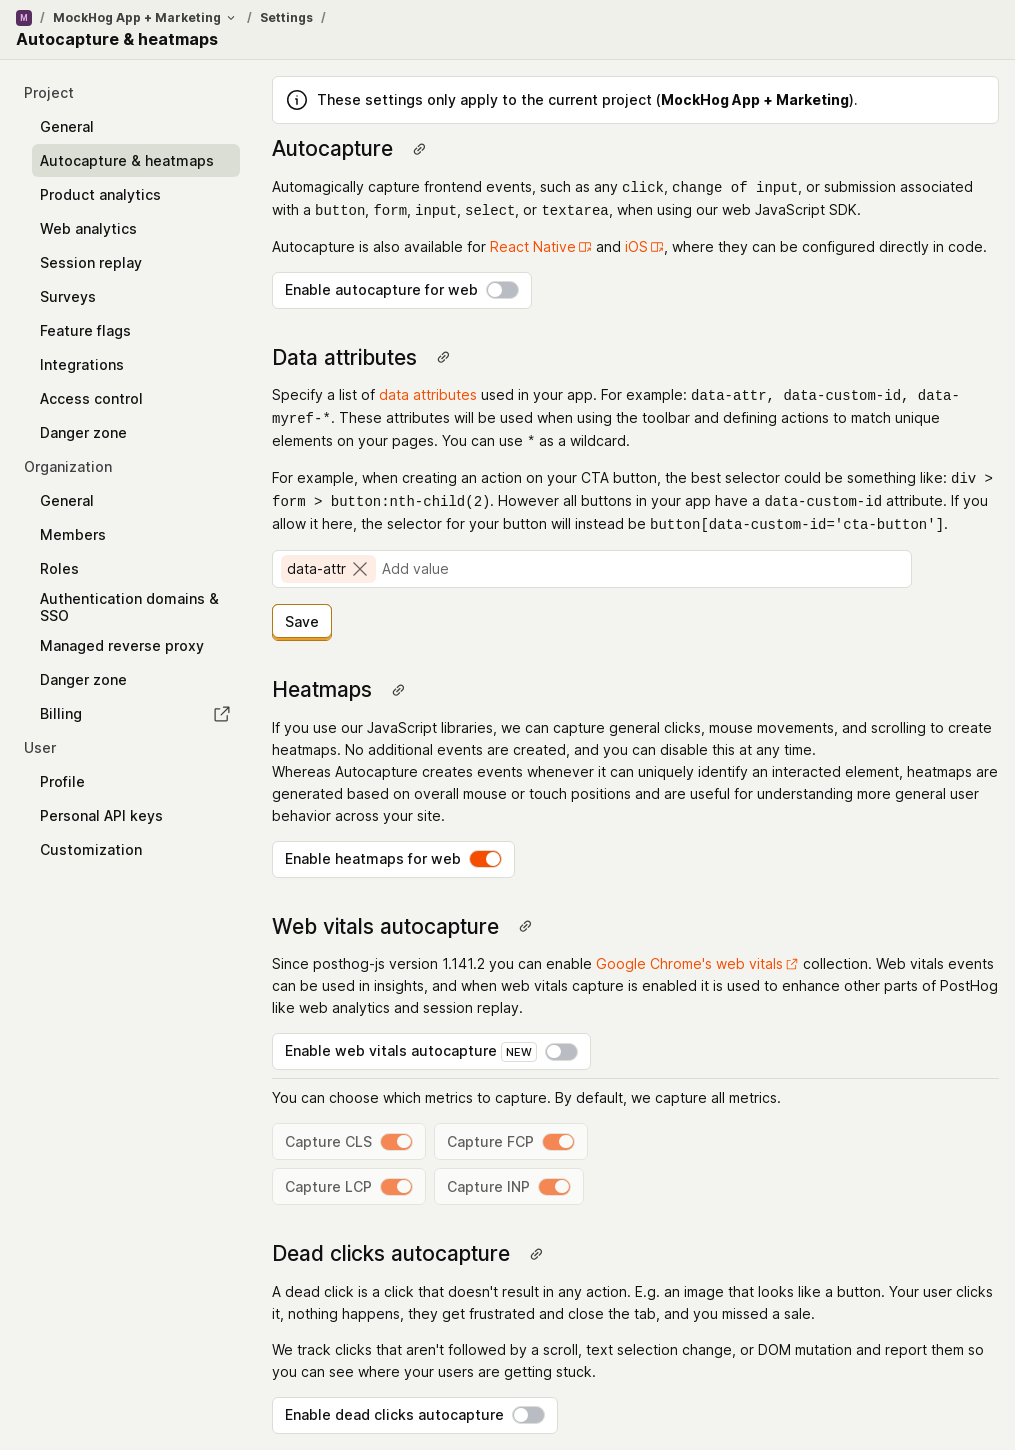 M / MockHog App + Marketing / Settings /
Autocapture & heatmaps
Project
General
Autocapture & heatmaps
Product analytics
Web analytics
Session replay
Surveys
Feature flags
Integrations
Access control
Danger zone
Organization
General
Members
Roles
Authentication domains &
SSO
Managed reverse proxy
Danger zone
Billing
User
Profile
Personal API keys
Customization
These settings only apply to the current project (MockHog App + Marketing).
Autocapture
Automagically capture frontend events, such as any click, change of input, or submission associated
with a button, form, input, select, or textarea, when using our web JavaScript SDK.
Autocapture is also available for React Native and iOS, where they can be configured directly in code.
Enable autocapture for web
Data attributes
Specify a list of data attributes used in your app. For example: data-attr, data-custom-id, data-
myref-*. These attributes will be used when using the toolbar and defining actions to match unique
elements on your pages. You can use * as a wildcard.
For example, when creating an action on your CTA button, the best selector could be something like: div >
form > button:nth-child(2). However all buttons in your app have a data-custom-id attribute. If you
allow it here, the selector for your button will instead be button[data-custom-id='cta-button'].
data-attr Add value
Save
Heatmaps
If you use our JavaScript libraries, we can capture general clicks, mouse movements, and scrolling to create
heatmaps. No additional events are created, and you can disable this at any time.
Whereas Autocapture creates events whenever it can uniquely identify an interacted element, heatmaps are
generated based on overall mouse or touch positions and are useful for understanding more general user
behavior across your site.
Enable heatmaps for web
Web vitals autocapture
Since posthog-js version 1.141.2 you can enable Google Chrome's web vitals collection. Web vitals events
can be used in insights, and when web vitals capture is enabled it is used to enhance other parts of PostHog
like web analytics and session replay.
Enable web vitals autocapture NEW
You can choose which metrics to capture. By default, we capture all metrics.
Capture CLS Capture FCP
Capture LCP Capture INP
Dead clicks autocapture
A dead click is a click that doesn't result in any action. E.g. an image that looks like a button. Your user clicks
it, nothing happens, they get frustrated and close the tab, and you missed a sale.
We track clicks that aren't followed by a scroll, text selection change, or DOM mutation and report them so
you can see where your users are getting stuck.
Enable dead clicks autocapture